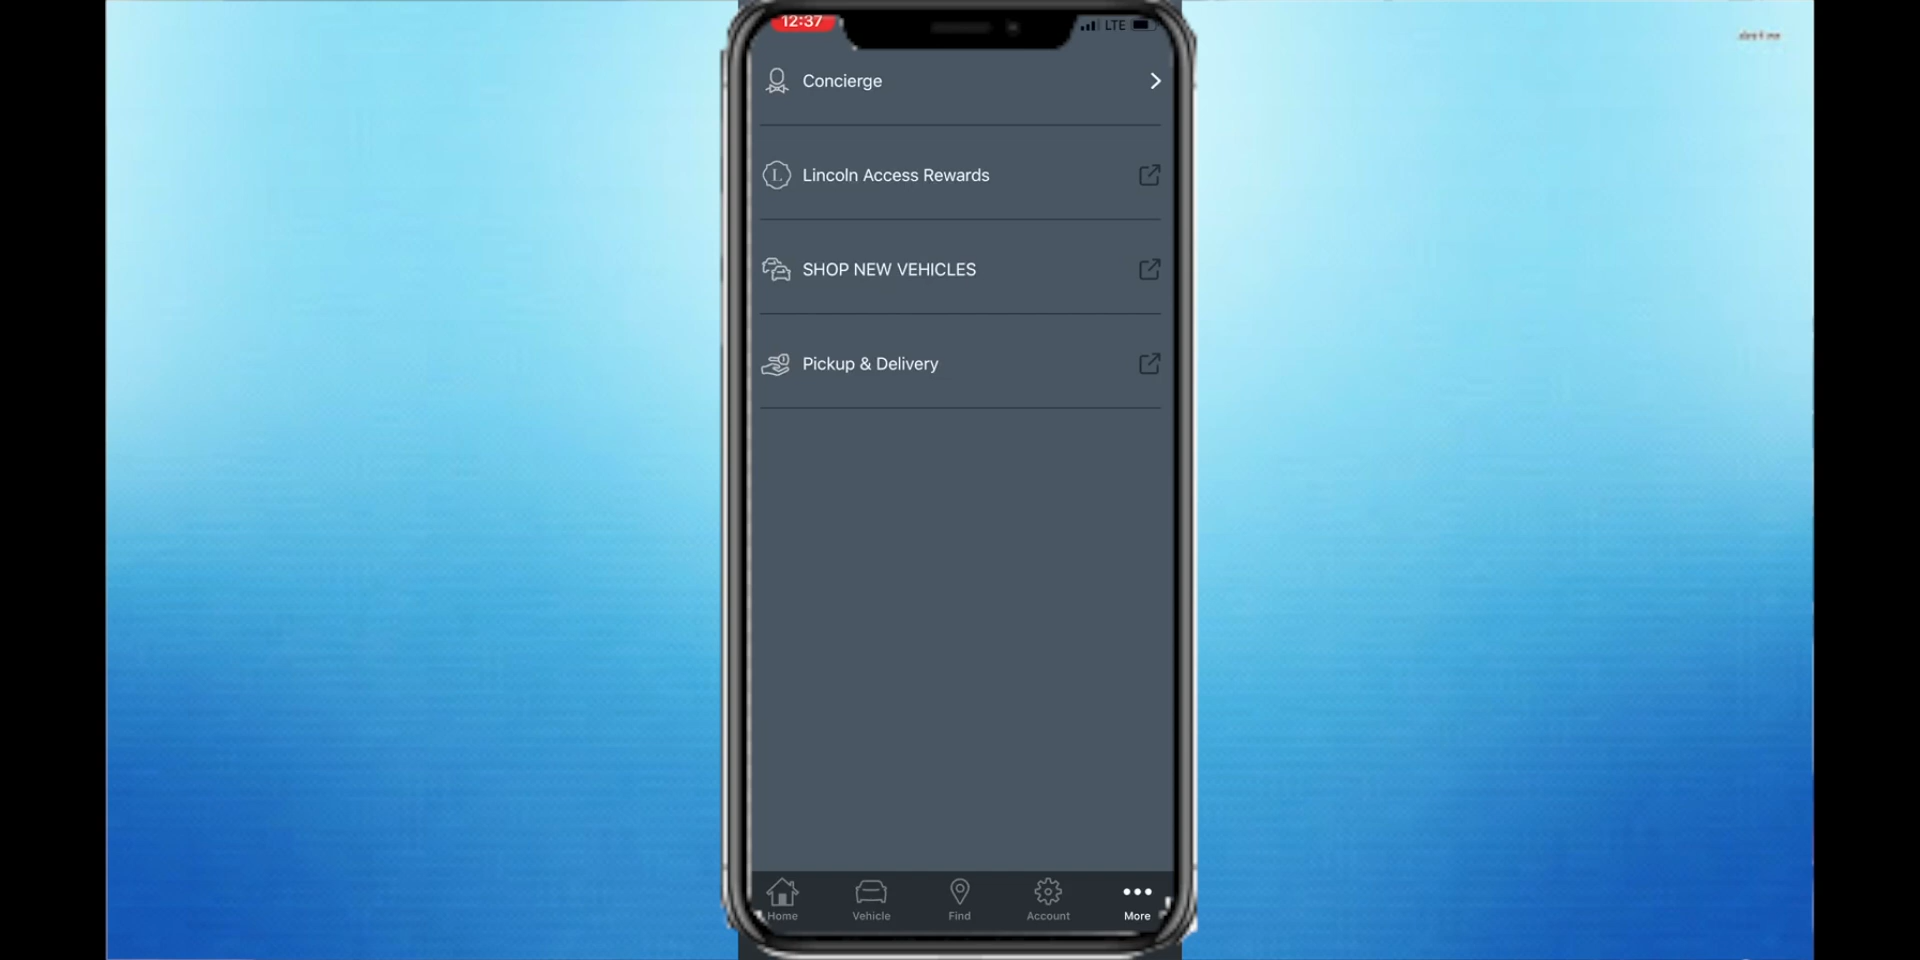 12:37
LTE
Concierge
L
Lincoln Access Rewards
SHOP NEW VEHICLES
Pickup & Delivery
Home
Vehicle
Find
Account
More